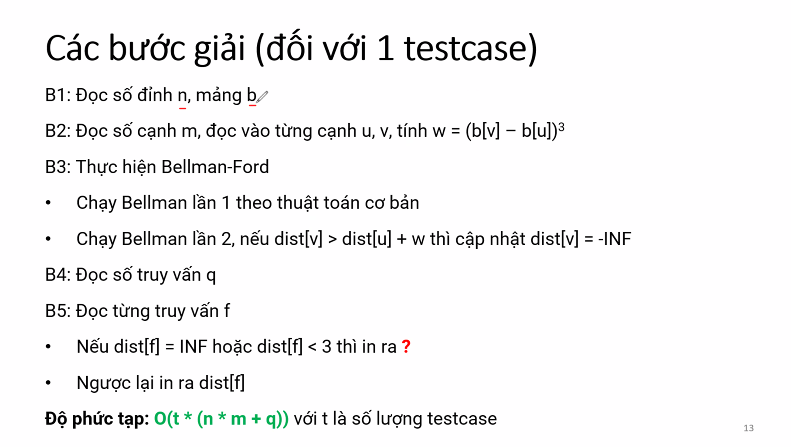 Các bước giải (đối với 1 testcase)
B1: Đọc số đỉnh n, mảng b
B2: Đọc số cạnh m, đọc vào từng cạnh u, v, tính w = (b[v] – b[u])³
B3: Thực hiện Bellman-Ford
• Chạy Bellman lần 1 theo thuật toán cơ bản
• Chạy Bellman lần 2, nếu dist[v] > dist[u] + w thì cập nhật dist[v] = -INF
B4: Đọc số truy vấn q
B5: Đọc từng truy vấn f
• Nếu dist[f] = INF hoặc dist[f] < 3 thì in ra ?
• Ngược lại in ra dist[f]
Độ phức tạp: O(t * (n * m + q)) với t là số lượng testcase
13